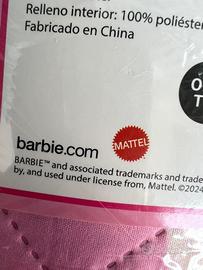 Relleno interior: 100% poliéster
Fabricado en China
O
T
barbie.com
MATTEL
BARBIE™ and associated trademarks and trade
by, and used under license from, Mattel. ©2024